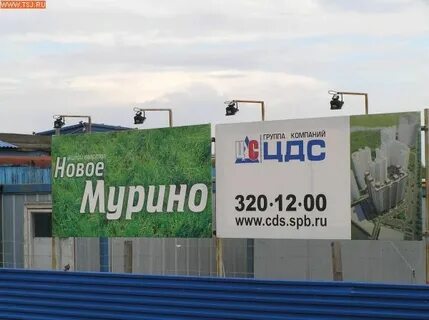 WWW.TSJ.RU
Новое
Мурино
ГРУППА КОМПАНИЙ
ЦДС
320-12-00
www.cds.spb.ru